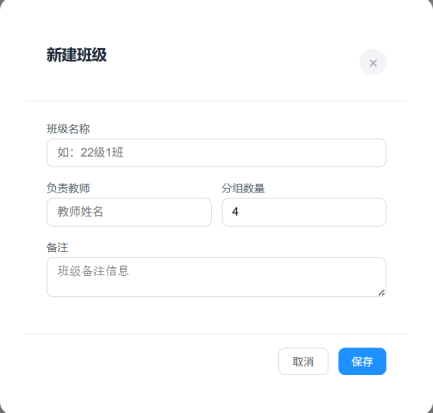 新建班级
×
班级名称
如：22级1班
负责教师 分组数量
教师姓名 4
备注
班级备注信息
取消 保存